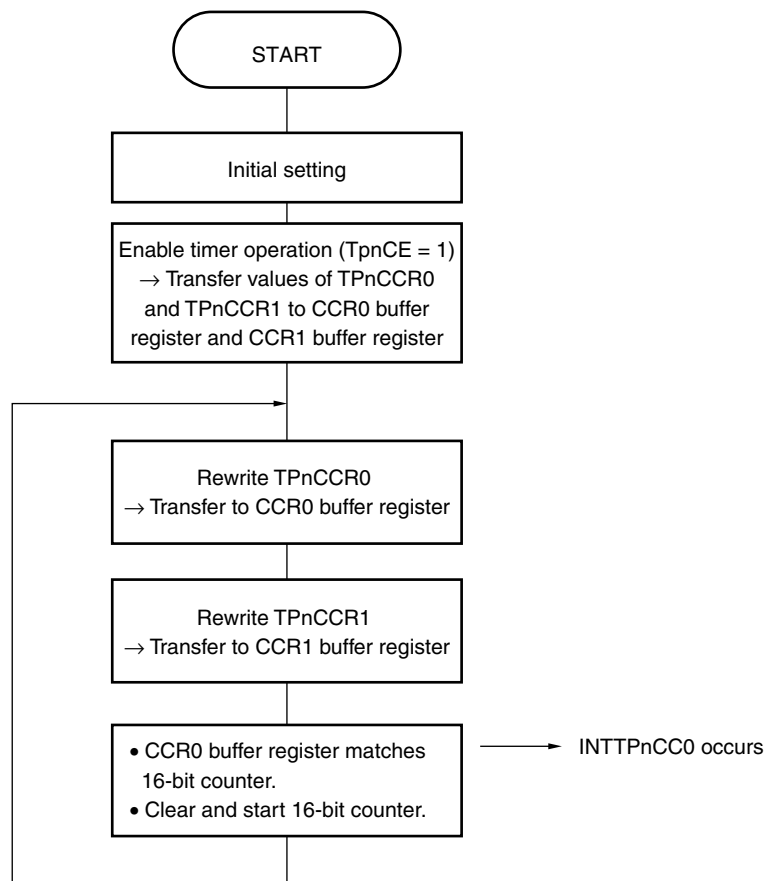 START
Initial setting
Enable timer operation (TpnCE = 1)
→ Transfer values of TPnCCR0
and TPnCCR1 to CCR0 buffer
register and CCR1 buffer register
Rewrite TPnCCR0
→ Transfer to CCR0 buffer register
Rewrite TPnCCR1
→ Transfer to CCR1 buffer register
• CCR0 buffer register matches
16-bit counter.
• Clear and start 16-bit counter.
INTTPnCC0 occurs